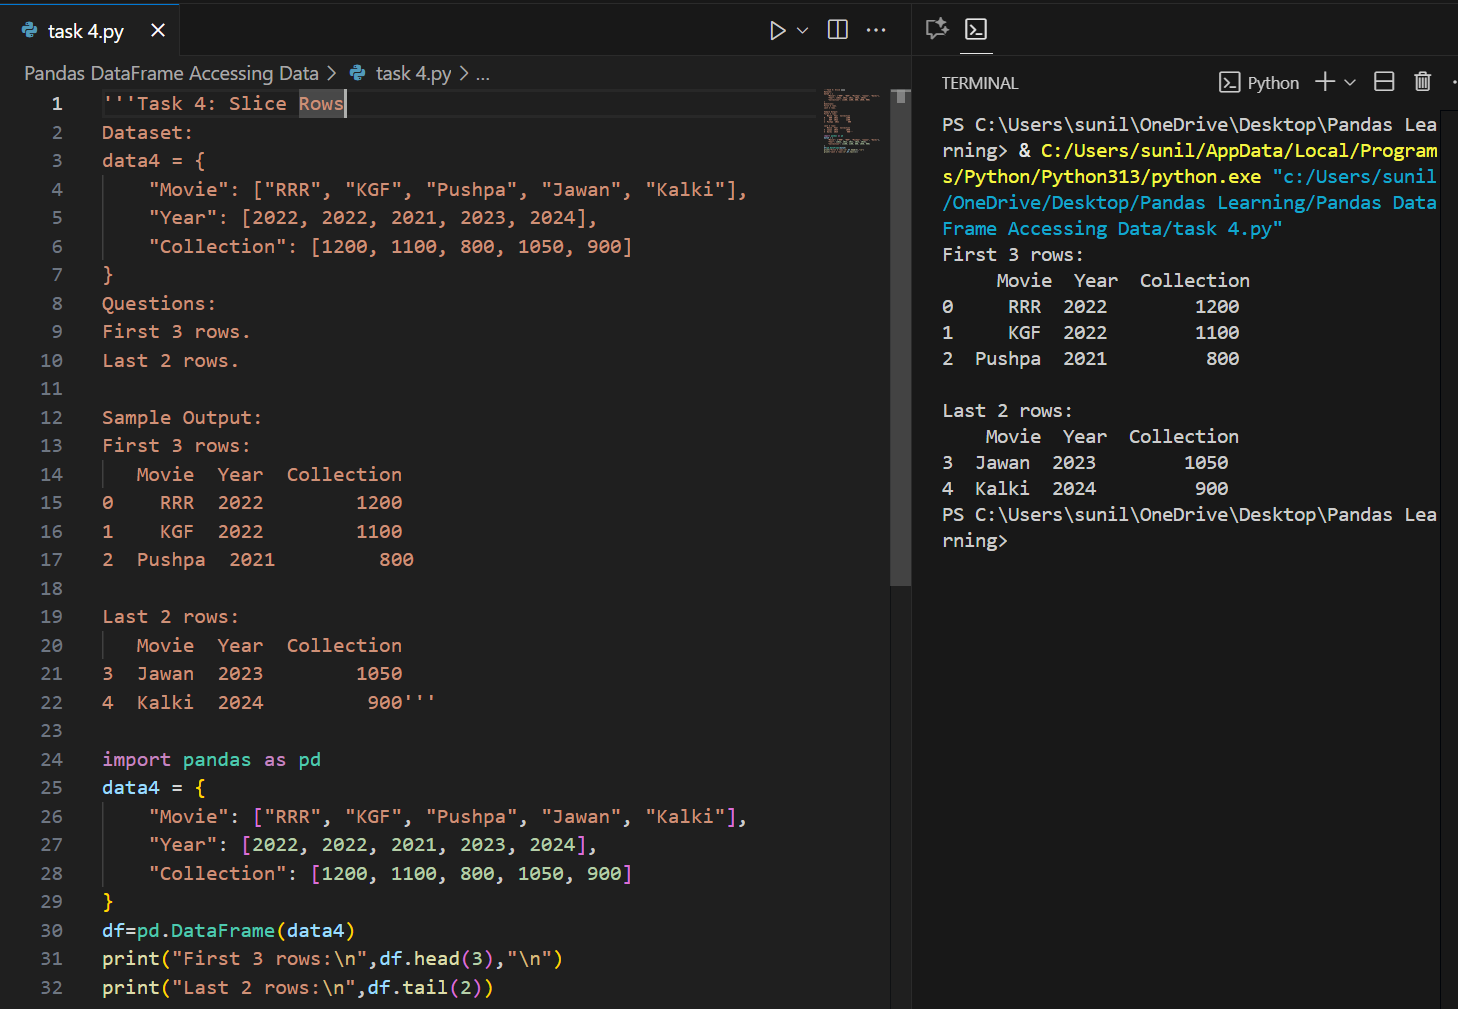 task 4.py
Pandas DataFrame Accessing Data > task 4.py > ...
1 '''Task 4: Slice Rows
2 Dataset:
3 data4 = {
4     "Movie": ["RRR", "KGF", "Pushpa", "Jawan", "Kalki"],
5     "Year": [2022, 2022, 2021, 2023, 2024],
6     "Collection": [1200, 1100, 800, 1050, 900]
7 }
8 Questions:
9 First 3 rows.
10 Last 2 rows.
11
12 Sample Output:
13 First 3 rows:
14    Movie  Year  Collection
15 0    RRR  2022        1200
16 1    KGF  2022        1100
17 2  Pushpa  2021         800
18
19 Last 2 rows:
20    Movie  Year  Collection
21 3  Jawan  2023        1050
22 4  Kalki  2024         900'''
23
24 import pandas as pd
25 data4 = {
26     "Movie": ["RRR", "KGF", "Pushpa", "Jawan", "Kalki"],
27     "Year": [2022, 2022, 2021, 2023, 2024],
28     "Collection": [1200, 1100, 800, 1050, 900]
29 }
30 df=pd.DataFrame(data4)
31 print("First 3 rows:\n",df.head(3),"\n")
32 print("Last 2 rows:\n",df.tail(2))
TERMINAL
Python
PS C:\Users\sunil\OneDrive\Desktop\Pandas Lea
rning> & C:/Users/sunil/AppData/Local/Program
s/Python/Python313/python.exe "c:/Users/sunil
/OneDrive/Desktop/Pandas Learning/Pandas Data
Frame Accessing Data/task 4.py"
First 3 rows:
     Movie  Year  Collection
0     RRR  2022        1200
1     KGF  2022        1100
2  Pushpa  2021         800

Last 2 rows:
    Movie  Year  Collection
3  Jawan  2023        1050
4  Kalki  2024         900
PS C:\Users\sunil\OneDrive\Desktop\Pandas Lea
rning>